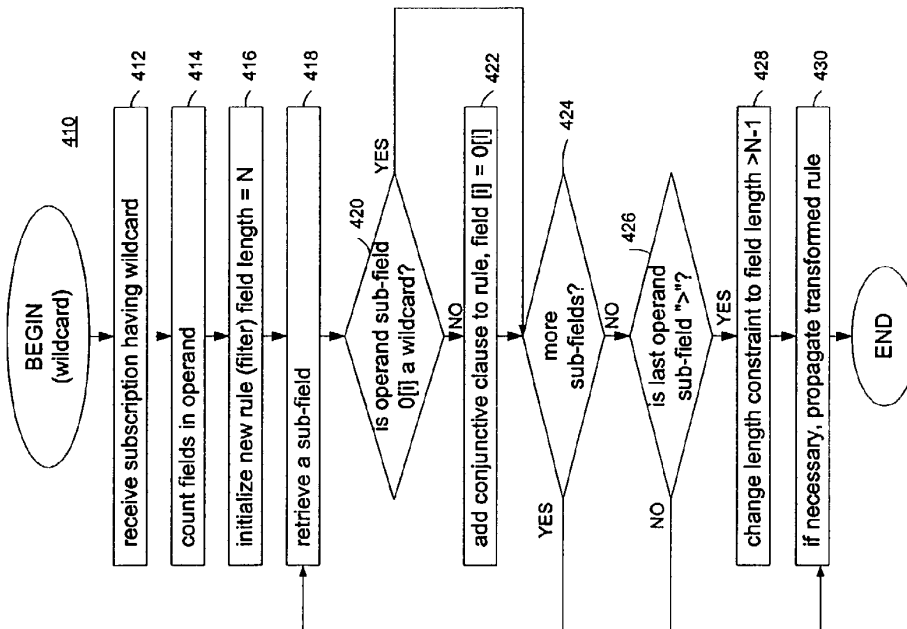 410
BEGIN
(wildcard)
receive subscription having wildcard
412
count fields in operand
414
initialize new rule (filter) field length = N
416
retrieve a sub-field
418
is operand sub-field
0[i] a wildcard?
420
YES
NO
add conjunctive clause to rule, field [i] = 0[i]
422
more
sub-fields?
424
YES
NO
is last operand
sub-field ">"?
426
NO
YES
change length constraint to field length >N-1
428
if necessary, propagate transformed rule
430
END